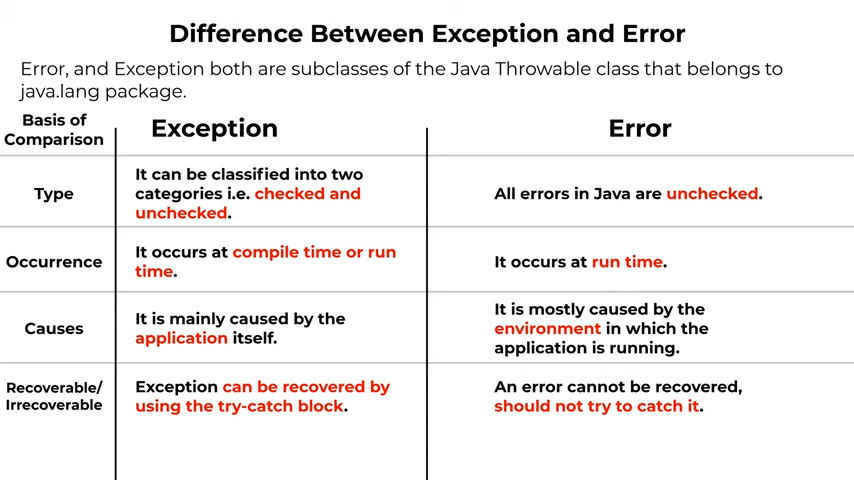 Difference Between Exception and Error
Error, and Exception both are subclasses of the Java Throwable class that belongs to
java.lang package.
Basis of
Comparison
Exception
Error
Type
It can be classified into two
categories i.e. checked and
unchecked.
All errors in Java are unchecked.
Occurrence
It occurs at compile time or run
time.
It occurs at run time.
Causes
It is mainly caused by the
application itself.
It is mostly caused by the
environment in which the
application is running.
Recoverable/
Irrecoverable
Exception can be recovered by
using the try-catch block.
An error cannot be recovered,
should not try to catch it.